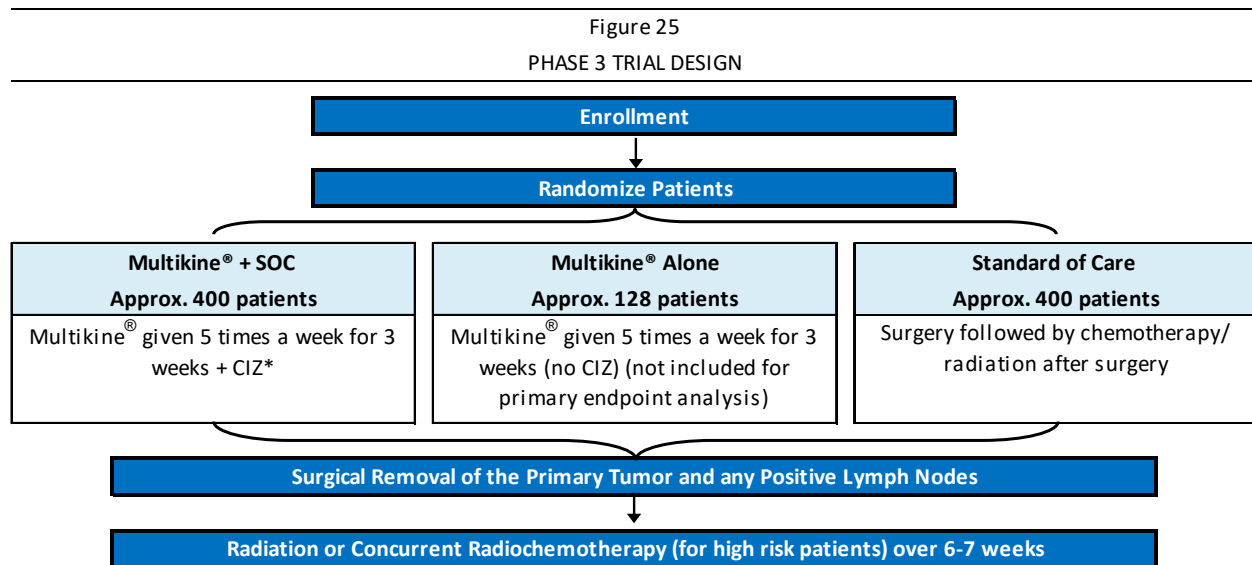 Figure 25
PHASE 3 TRIAL DESIGN
Enrollment
Randomize Patients
Multikine® + SOC
Approx. 400 patients
Multikine® given 5 times a week for 3
weeks + CIZ*
Multikine® Alone
Approx. 128 patients
Multikine® given 5 times a week for 3
weeks (no CIZ) (not included for
primary endpoint analysis)
Standard of Care
Approx. 400 patients
Surgery followed by chemotherapy/
radiation after surgery
Surgical Removal of the Primary Tumor and any Positive Lymph Nodes
Radiation or Concurrent Radiochemotherapy (for high risk patients) over 6-7 weeks